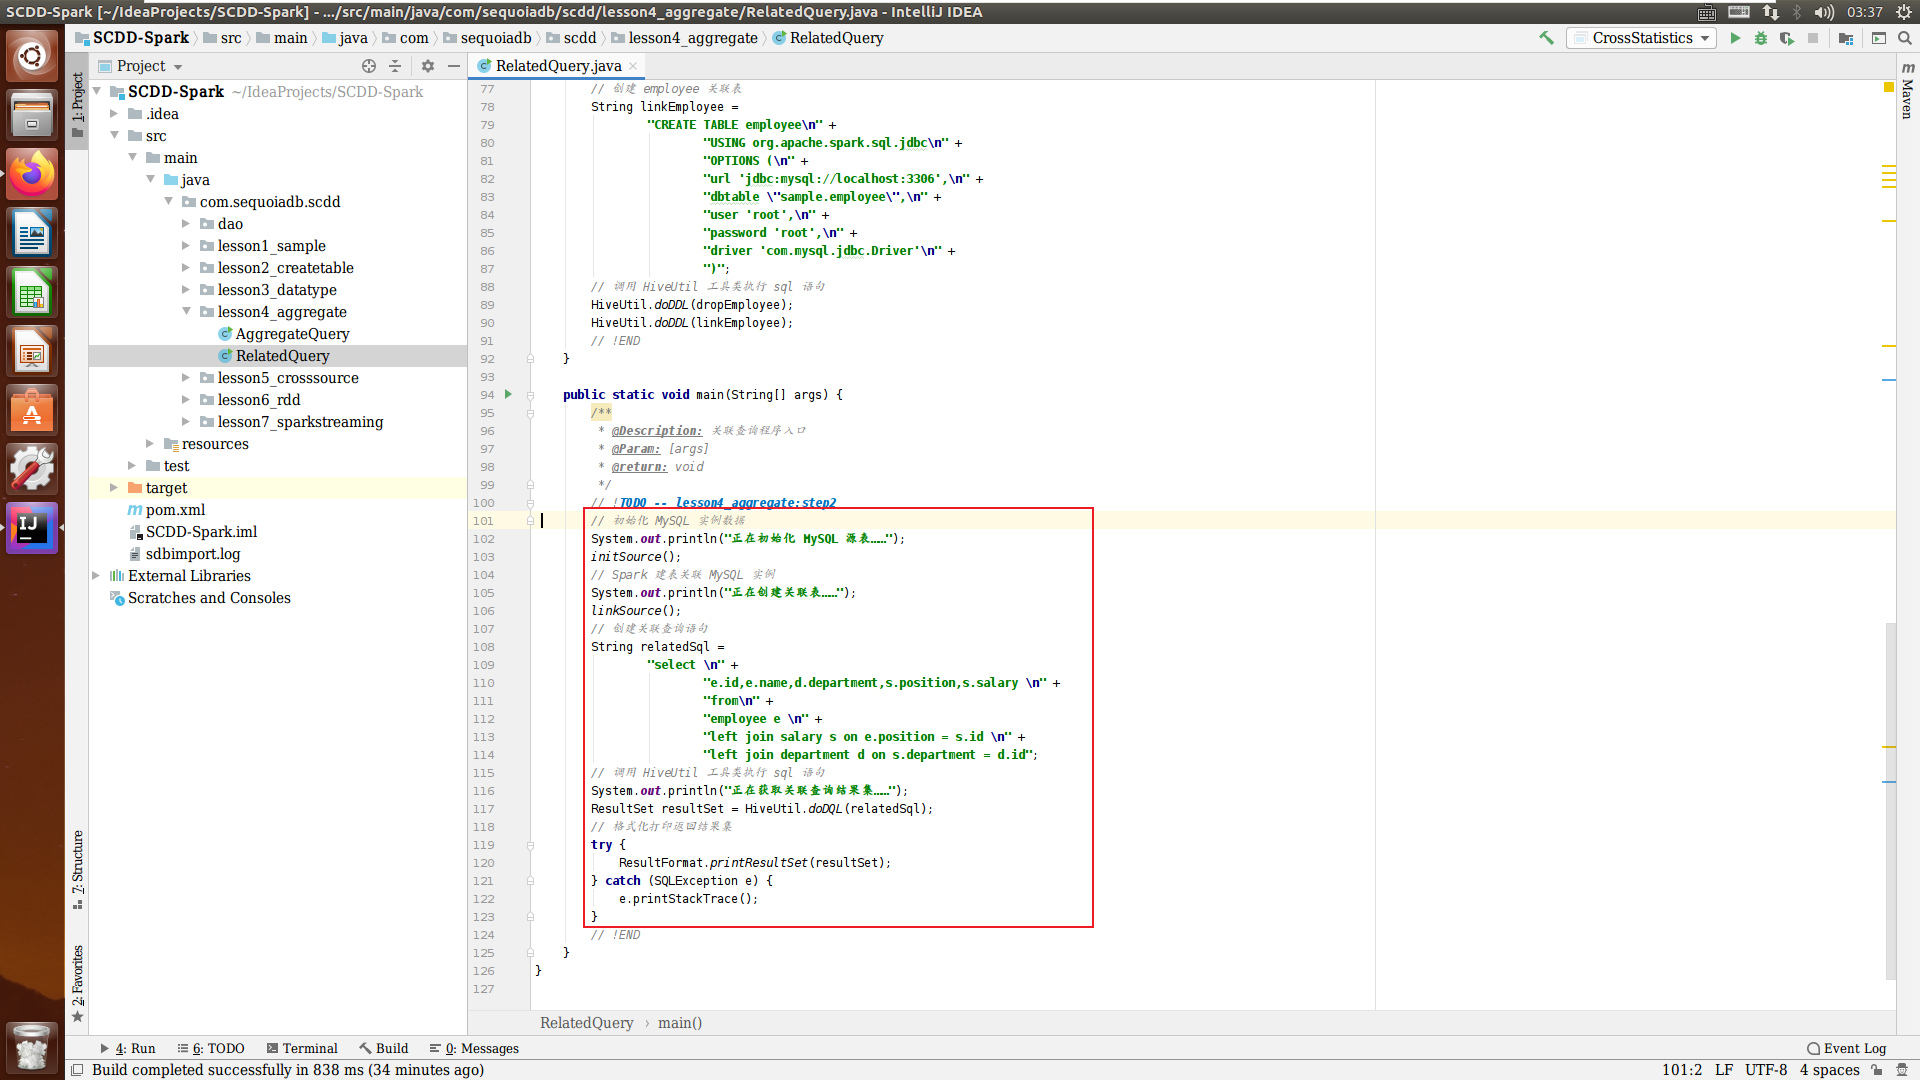 SCDD-Spark [~/IdeaProjects/SCDD-Spark] - .../src/main/java/com/sequoiadb/scdd/lesson4_aggregate/RelatedQuery.java - IntelliJ IDEA
03:37
SCDD-Spark src main java com sequoiadb scdd lesson4_aggregate RelatedQuery
CrossStatistics
Project
RelatedQuery.java
1: Project
7: Structure
2: Favorites
Maven
SCDD-Spark ~/IdeaProjects/SCDD-Spark
.idea
src
main
java
com.sequoiadb.scdd
dao
lesson1_sample
lesson2_createtable
lesson3_datatype
lesson4_aggregate
AggregateQuery
RelatedQuery
lesson5_crosssource
lesson6_rdd
lesson7_sparkstreaming
resources
test
target
pom.xml
SCDD-Spark.iml
sdbimport.log
External Libraries
Scratches and Consoles
77 // 创建 employee 关联表
78 String linkEmployee =
79 "CREATE TABLE employee\n" +
80 "USING org.apache.spark.sql.jdbc\n" +
81 "OPTIONS (\n" +
82 "url 'jdbc:mysql://localhost:3306',\n" +
83 "dbtable \"sample.employee\",\n" +
84 "user 'root',\n" +
85 "password 'root',\n" +
86 "driver 'com.mysql.jdbc.Driver'\n" +
87 ")";
88 // 调用 HiveUtil 工具类执行 sql 语句
89 HiveUtil.doDDL(dropEmployee);
90 HiveUtil.doDDL(linkEmployee);
91 // !END
92 }
93
94 public static void main(String[] args) {
95 /**
96 * @Description: 关联查询程序入口
97 * @Param: [args]
98 * @return: void
99 */
100 // !TODO -- lesson4_aggregate:step2
101 // 初始化 MySQL 实例数据
102 System.out.println("正在初始化 MySQL 源表……");
103 initSource();
104 // Spark 建表关联 MySQL 实例
105 System.out.println("正在创建关联表……");
106 linkSource();
107 // 创建关联查询语句
108 String relatedSql =
109 "select \n" +
110 "e.id,e.name,d.department,s.position,s.salary \n" +
111 "from\n" +
112 "employee e \n" +
113 "left join salary s on e.position = s.id \n" +
114 "left join department d on s.department = d.id";
115 // 调用 HiveUtil 工具类执行 sql 语句
116 System.out.println("正在获取关联查询结果集……");
117 ResultSet resultSet = HiveUtil.doDQL(relatedSql);
118 // 格式化打印返回结果集
119 try {
120 ResultFormat.printResultSet(resultSet);
121 } catch (SQLException e) {
122 e.printStackTrace();
123 }
124 // !END
125 }
126 }
127
RelatedQuery › main()
4: Run 6: TODO Terminal Build 0: Messages Event Log
Build completed successfully in 838 ms (34 minutes ago) 101:2 LF UTF-8 4 spaces